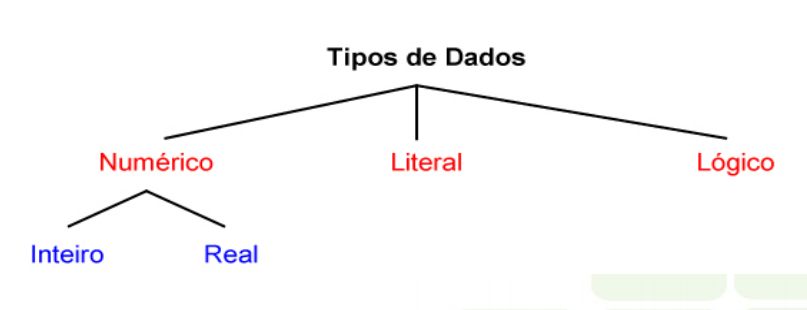 Tipos de Dados
Numérico Literal Lógico
Inteiro Real